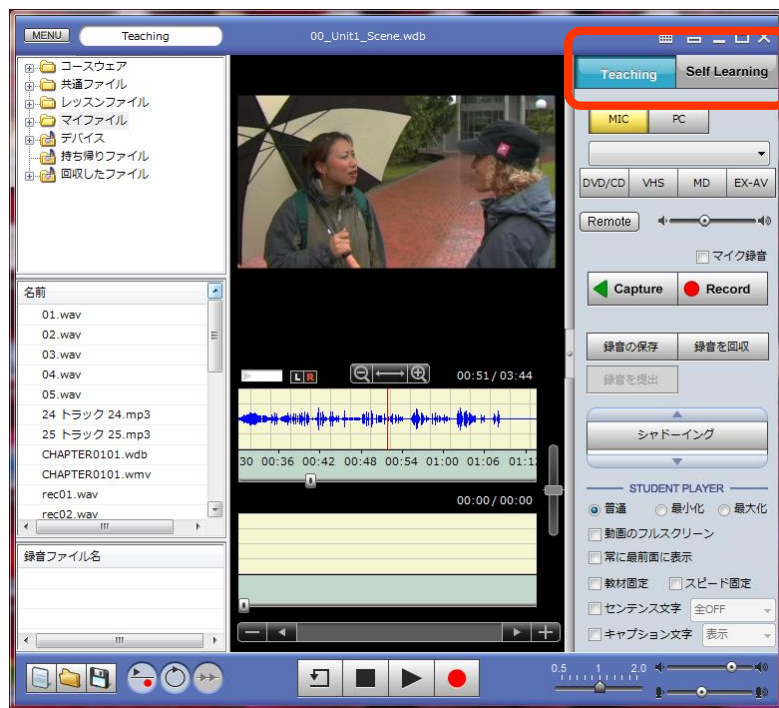 MENU Teaching 00_Unit1_Scene.wdb
コースウェア
共通ファイル
レッスンファイル
マイファイル
デバイス
持ち帰りファイル
回収したファイル
名前
01.wav
02.wav
03.wav
04.wav
05.wav
24 トラック 24.mp3
25 トラック 25.mp3
CHAPTER0101.wdb
CHAPTER0101.wmv
rec01.wav
rec02.wav
録音ファイル名
L R
00:51/03:44
30 00:36 00:42 00:48 00:54 01:00 01:06 01:1
00:00/00:00
Teaching Self Learning
MIC PC
DVD/CD VHS MD EX-AV
Remote
マイク録音
Capture Record
録音の保存 録音を回収
録音を提出
シャドーイング
STUDENT PLAYER
普通 最小化 最大化
動画のフルスクリーン
常に最前面に表示
教材固定 スピード固定
センテンス文字 全OFF
キャプション文字 表示
0.5 1 2.0